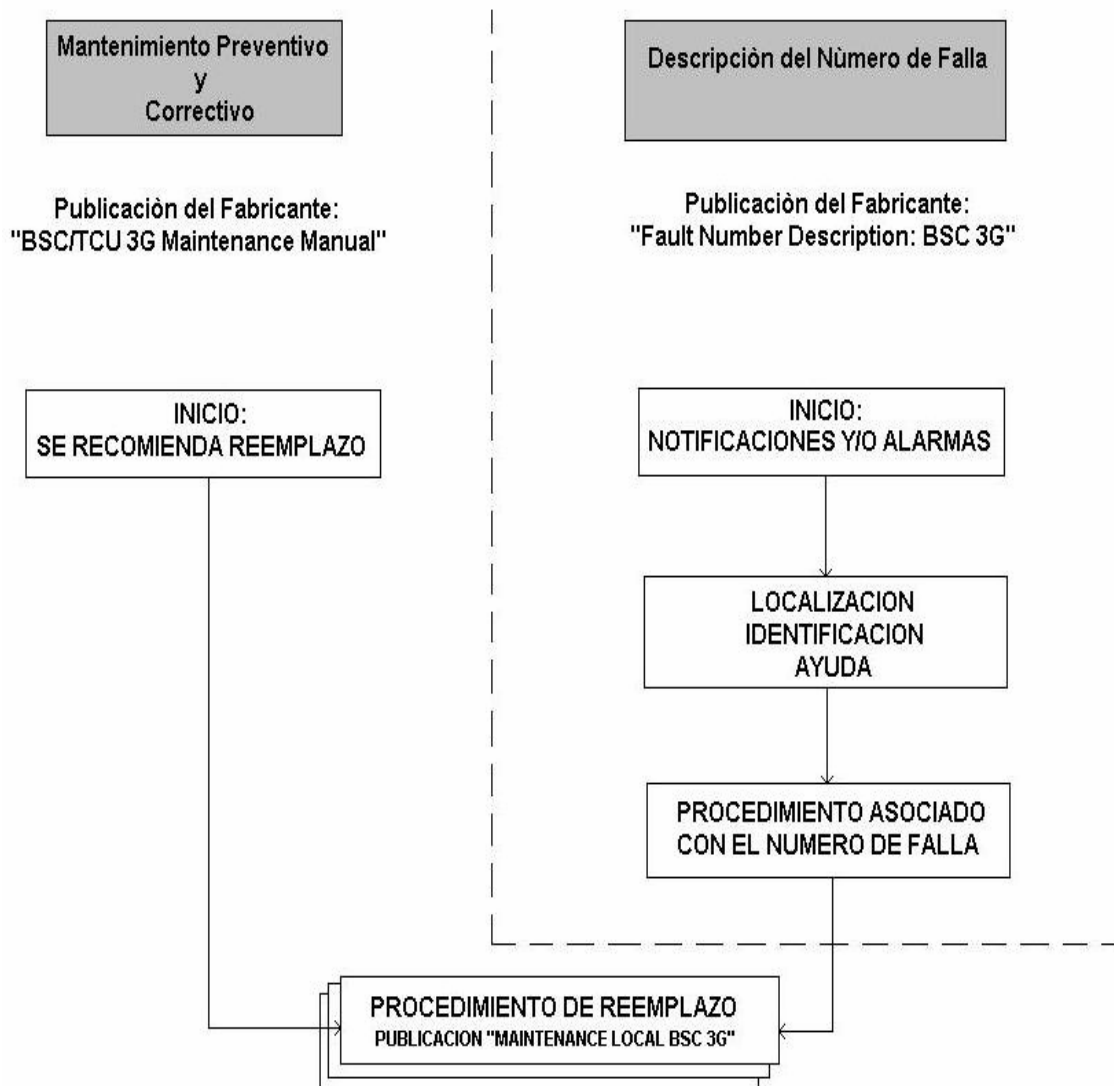 Mantenimiento Preventivo
y
Correctivo
Publicaciòn del Fabricante:
"BSC/TCU 3G Maintenance Manual"
INICIO:
SE RECOMIENDA REEMPLAZO
Descripciòn del Nùmero de Falla
Publicaciòn del Fabricante:
"Fault Number Description: BSC 3G"
INICIO:
NOTIFICACIONES Y/O ALARMAS
LOCALIZACION
IDENTIFICACION
AYUDA
PROCEDIMIENTO ASOCIADO
CON EL NUMERO DE FALLA
PROCEDIMIENTO DE REEMPLAZO
PUBLICACION "MAINTENANCE LOCAL BSC 3G"